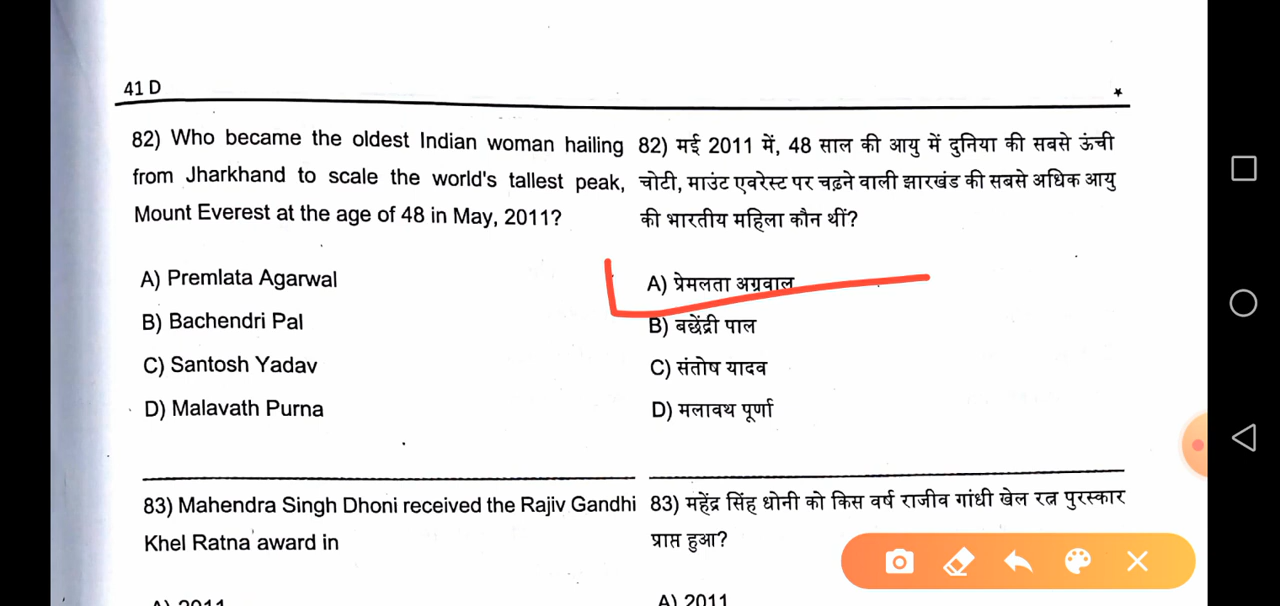 41 D
*
82) Who became the oldest Indian woman hailing
from Jharkhand to scale the world's tallest peak,
Mount Everest at the age of 48 in May, 2011?
A) Premlata Agarwal
B) Bachendri Pal
C) Santosh Yadav
D) Malavath Purna
82) मई 2011 में, 48 साल की आयु में दुनिया की सबसे ऊंची
चोटी, माउंट एवरेस्ट पर चढ़ने वाली झारखंड की सबसे अधिक आयु
की भारतीय महिला कौन थीं?
A) प्रेमलता अग्रवाल
B) बछेंद्री पाल
C) संतोष यादव
D) मलावथ पूर्णा
83) Mahendra Singh Dhoni received the Rajiv Gandhi
Khel Ratna award in
A) 2011
83) महेंद्र सिंह धोनी को किस वर्ष राजीव गांधी खेल रत्न पुरस्कार
प्राप्त हुआ?
A) 2011